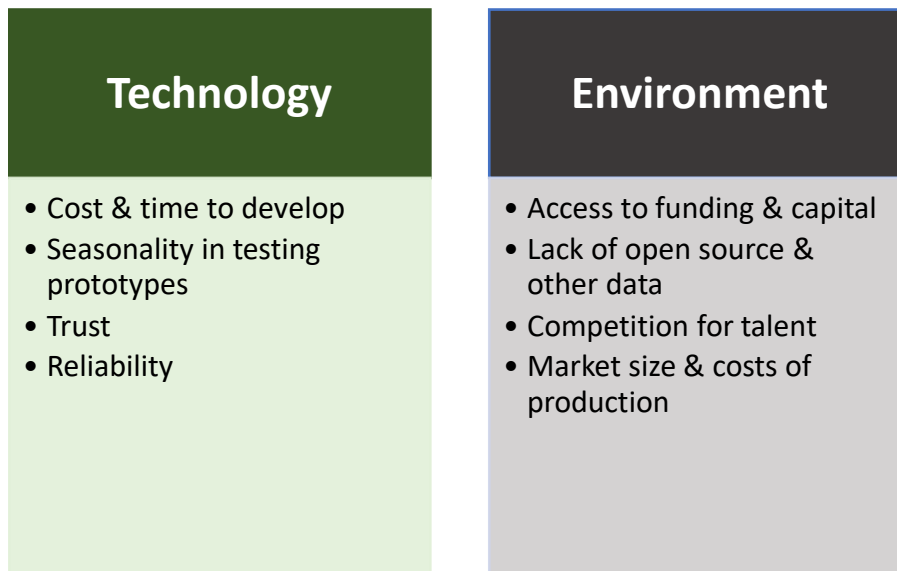 Technology
• Cost & time to develop
• Seasonality in testing
prototypes
• Trust
• Reliability
Environment
• Access to funding & capital
• Lack of open source &
other data
• Competition for talent
• Market size & costs of
production